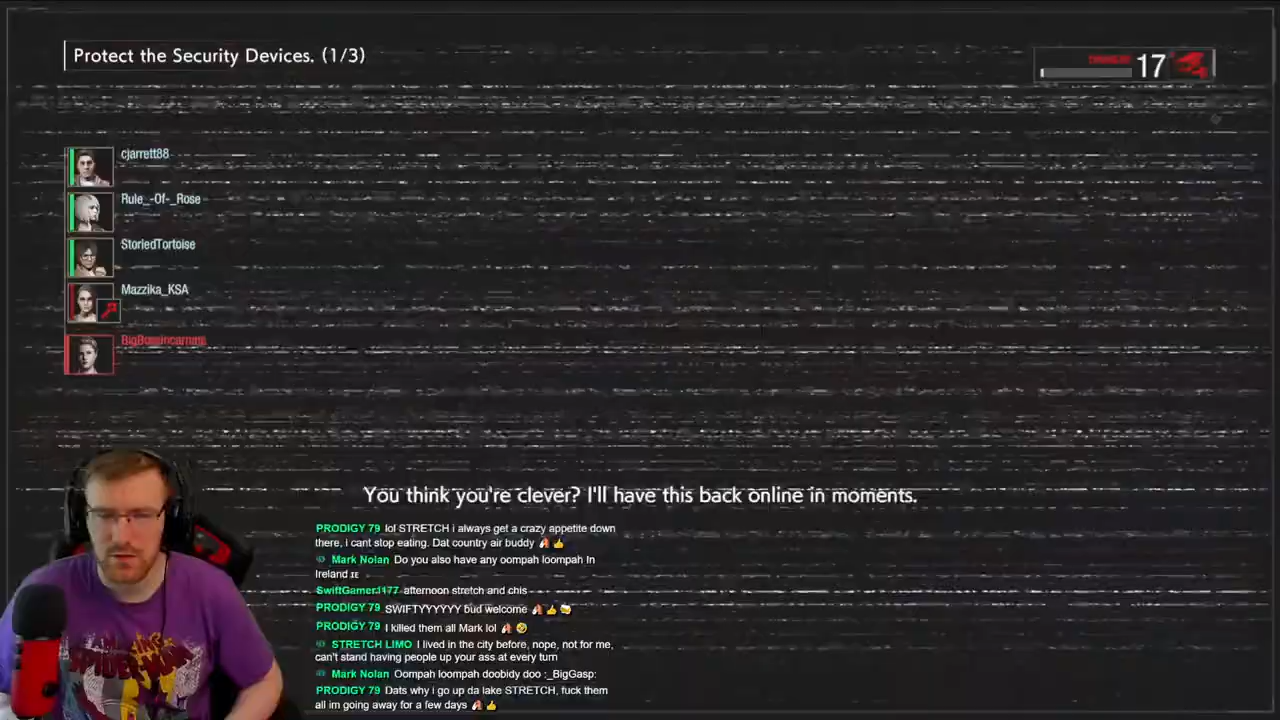 Protect the Security Devices. (1/3)
17
cjarrett88
Rule_-Of-_Rose
StoriedTortoise
Mazzika_KSA
You think you're clever? I'll have this back online in moments.
PRODIGY 79 lol STRETCH i always get a crazy appetite down
there, i cant stop eating. Dat country air buddy
Mark Nolan Do you also have any oompah loompah In
Ireland
SwiftGamer1177 afternoon stretch and chis
PRODIGY 79 SWIFTYYYYYY bud welcome
PRODIGY 79 I killed them all Mark lol
STRETCH LIMO I lived in the city before, nope, not for me,
can't stand having people up your ass at every turn
Mark Nolan Oompah loompah doobidy doo :_BigGasp:
PRODIGY 79 Dats why i go up da lake STRETCH, fuck them
all im going away for a few days
SPIDER-MAN